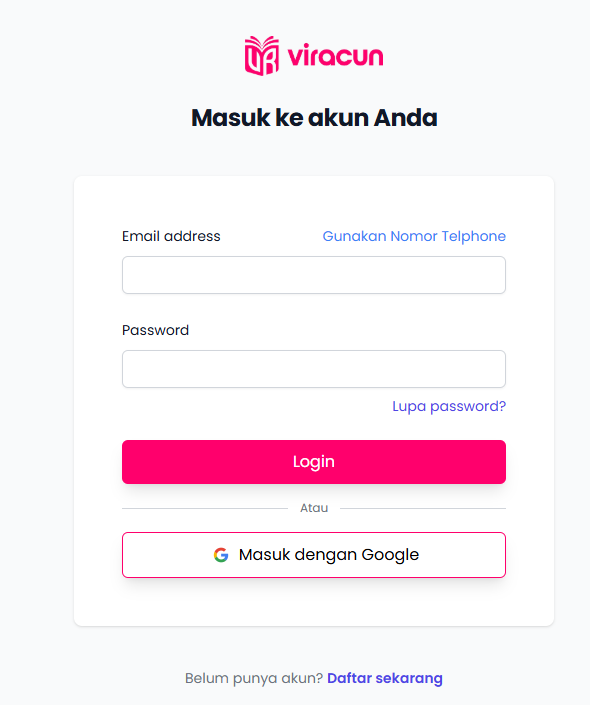 viracun
Masuk ke akun Anda
Email address Gunakan Nomor Telphone
Password
Lupa password?
Login
Atau
Masuk dengan Google
Belum punya akun? Daftar sekarang